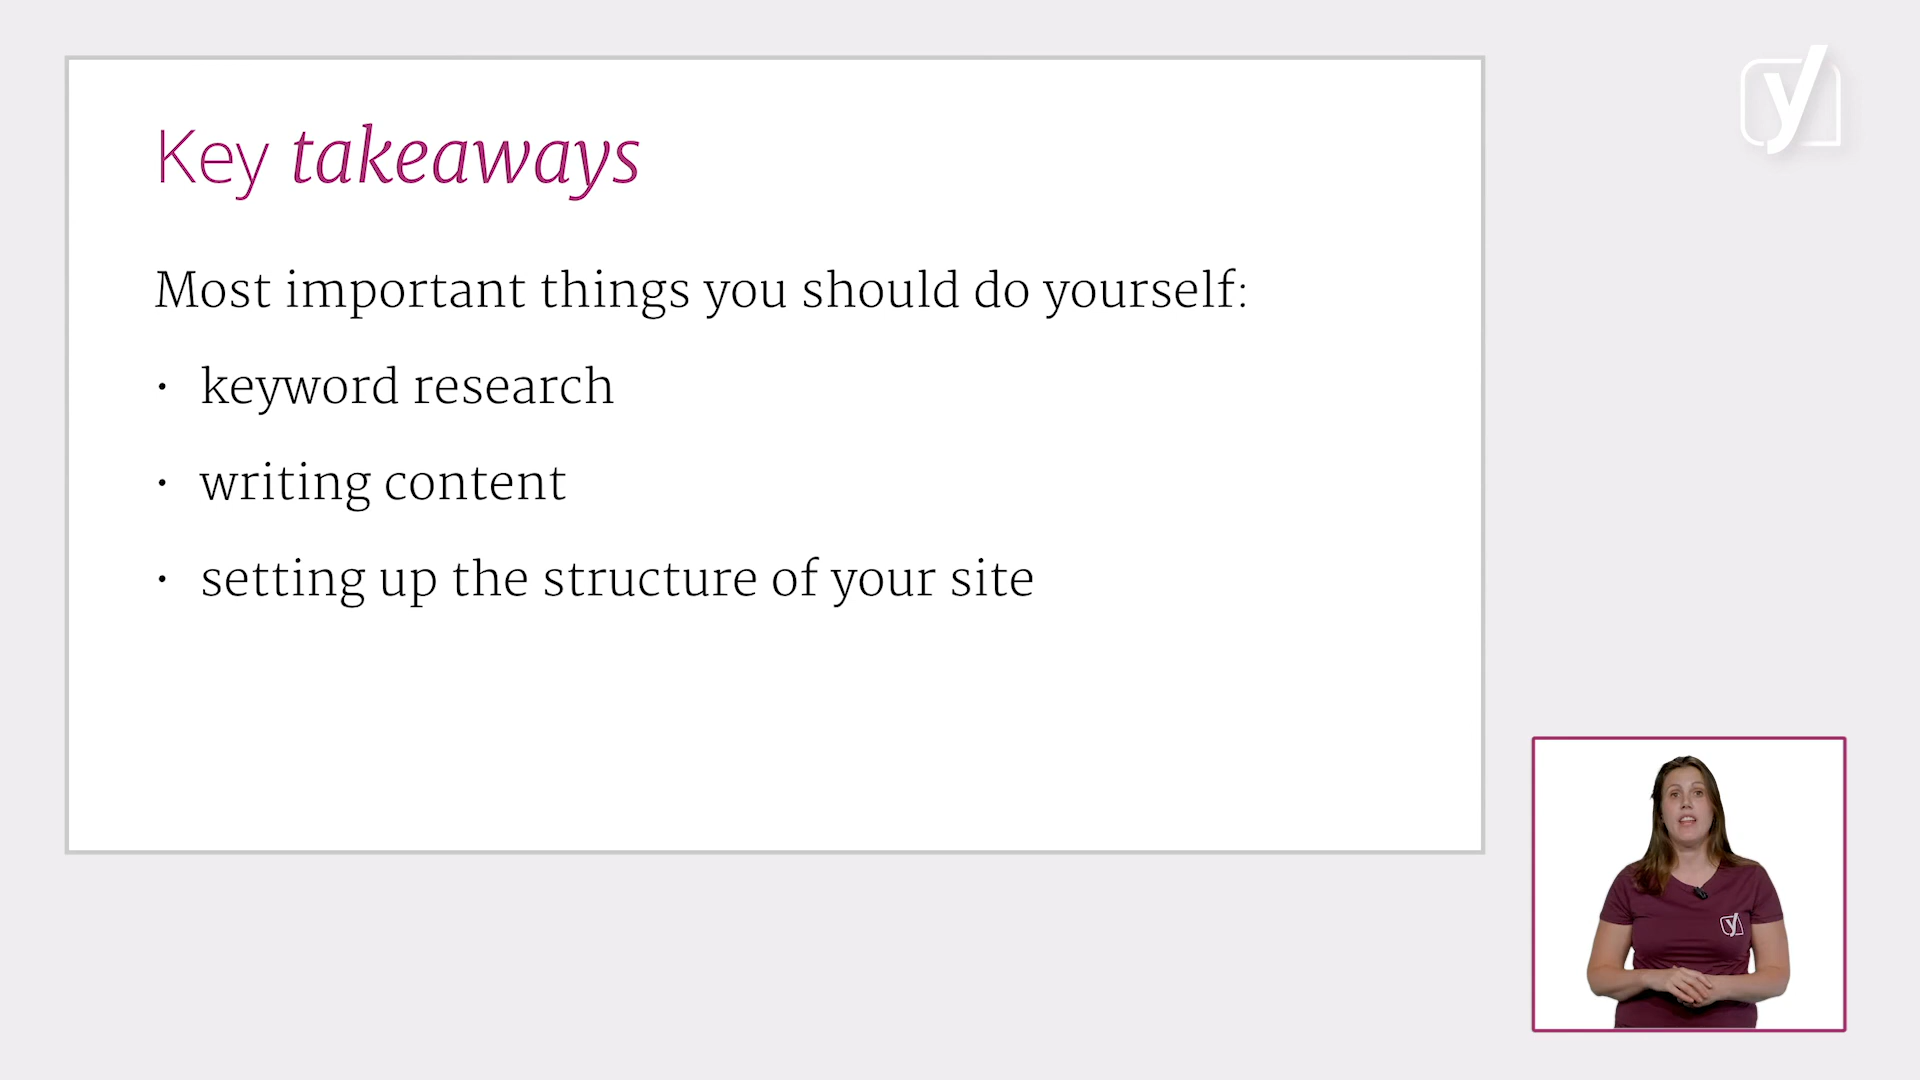 Key takeaways
Most important things you should do yourself:
• keyword research
• writing content
• setting up the structure of your site
y
y